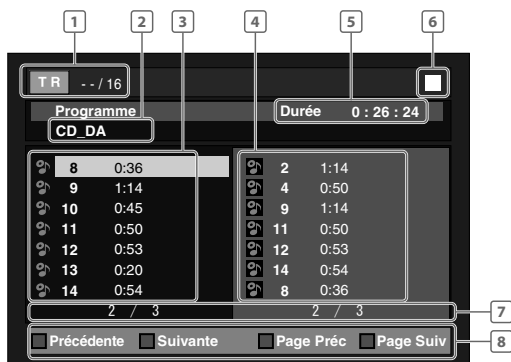 1 2 3 4 5 6
TR - - / 16
Programme Durée 0 : 26 : 24
CD_DA
8 0:36 2 1:14
9 1:14 4 0:50
10 0:45 9 1:14
11 0:50 11 0:50
12 0:53 12 0:53
13 0:20 14 0:54
14 0:54 8 0:36
2 / 3 2 / 3
7
Précédente Suivante Page Préc Page Suiv 8